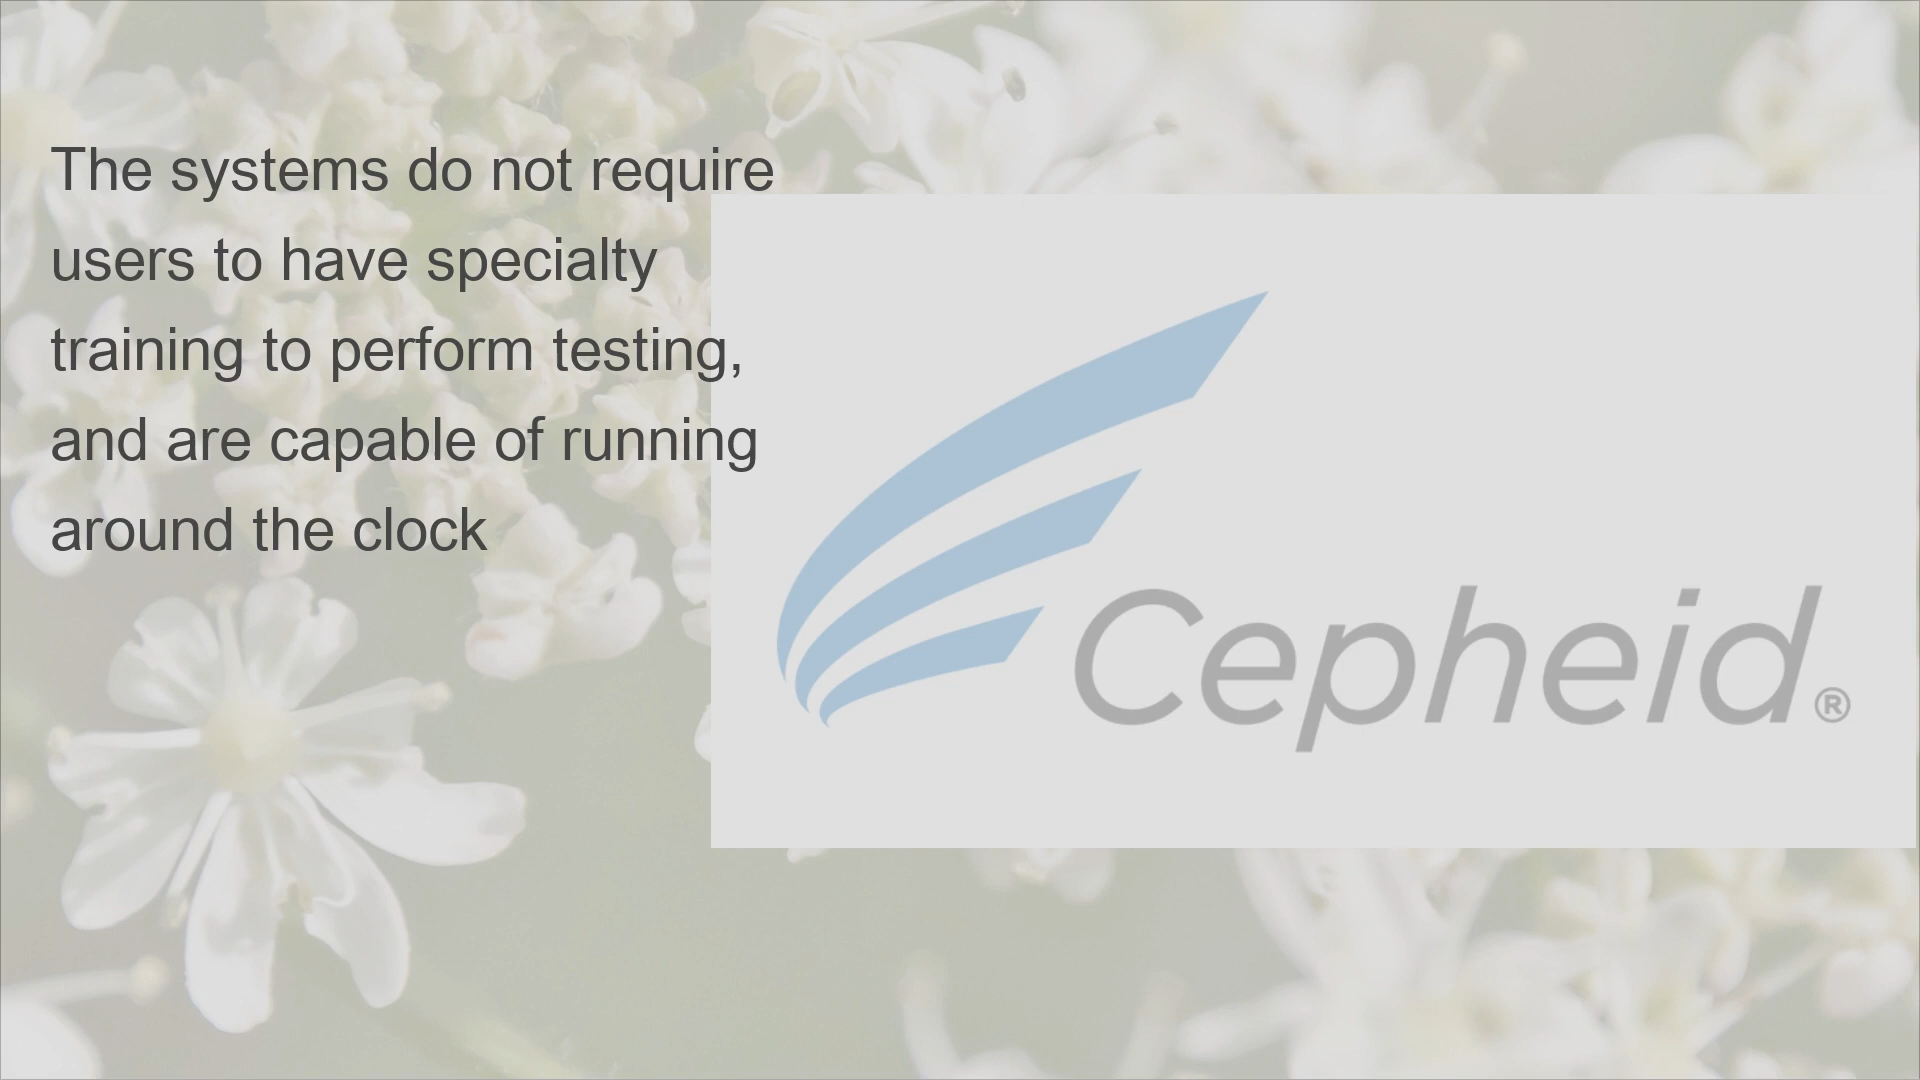 The systems do not require
users to have specialty
training to perform testing,
and are capable of running
around the clock
Cepheid®